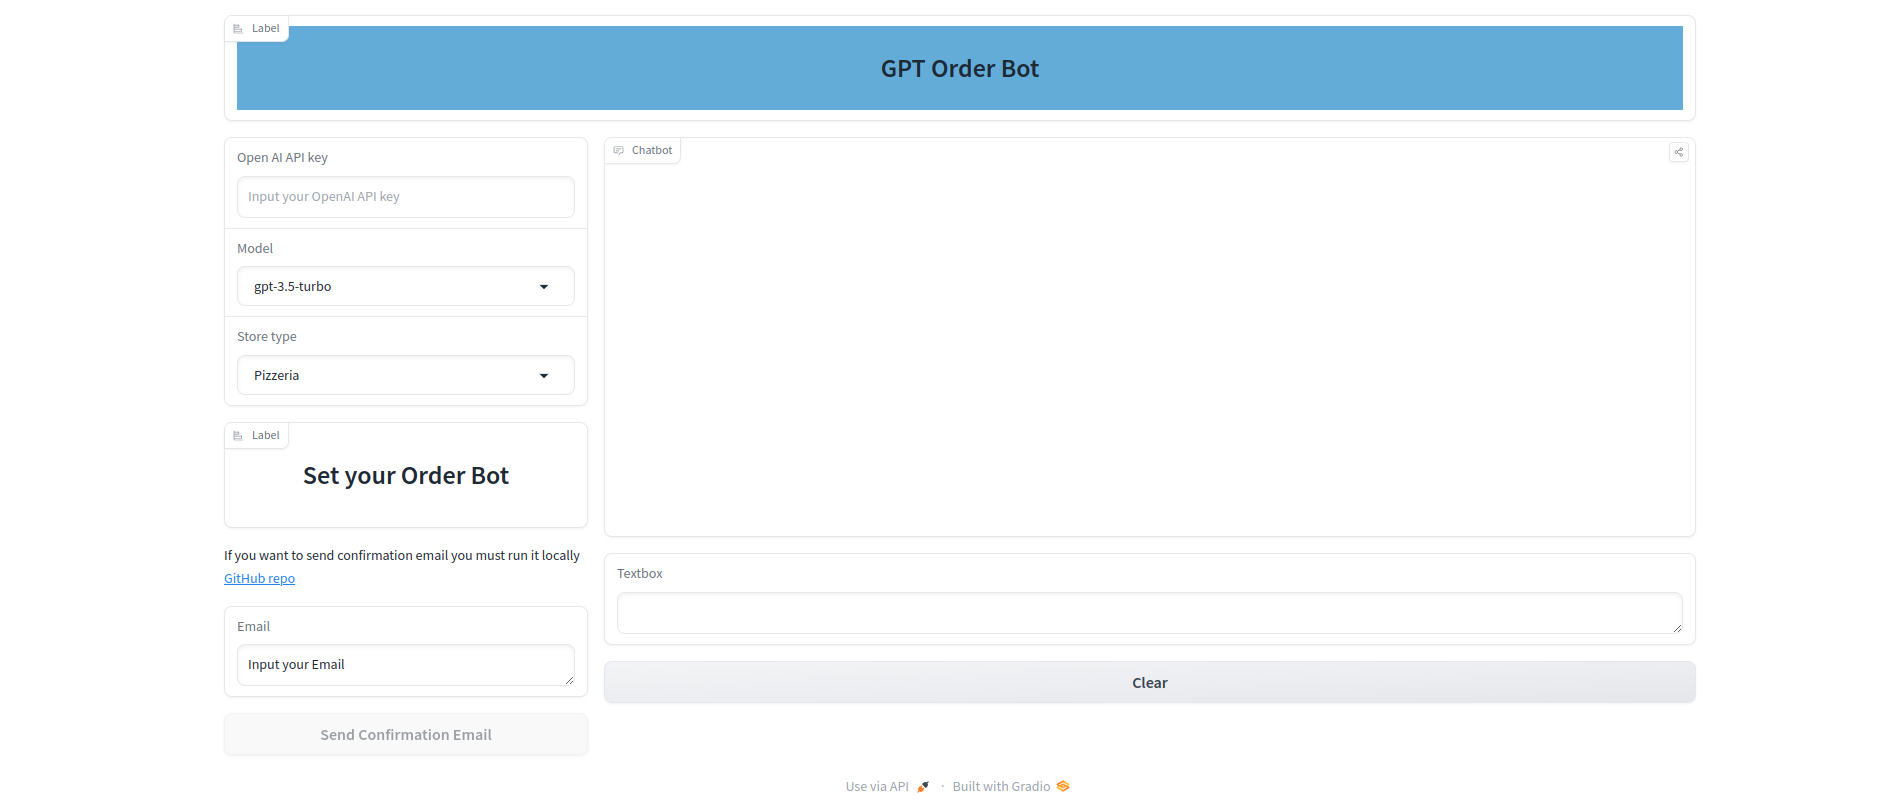 Label
GPT Order Bot
Open AI API key
Input your OpenAI API key
Model
gpt-3.5-turbo
Store type
Pizzeria
Label
Set your Order Bot
If you want to send confirmation email you must run it locally
GitHub repo
Email
Input your Email
Send Confirmation Email
Chatbot
Textbox
Clear
Use via API · Built with Gradio